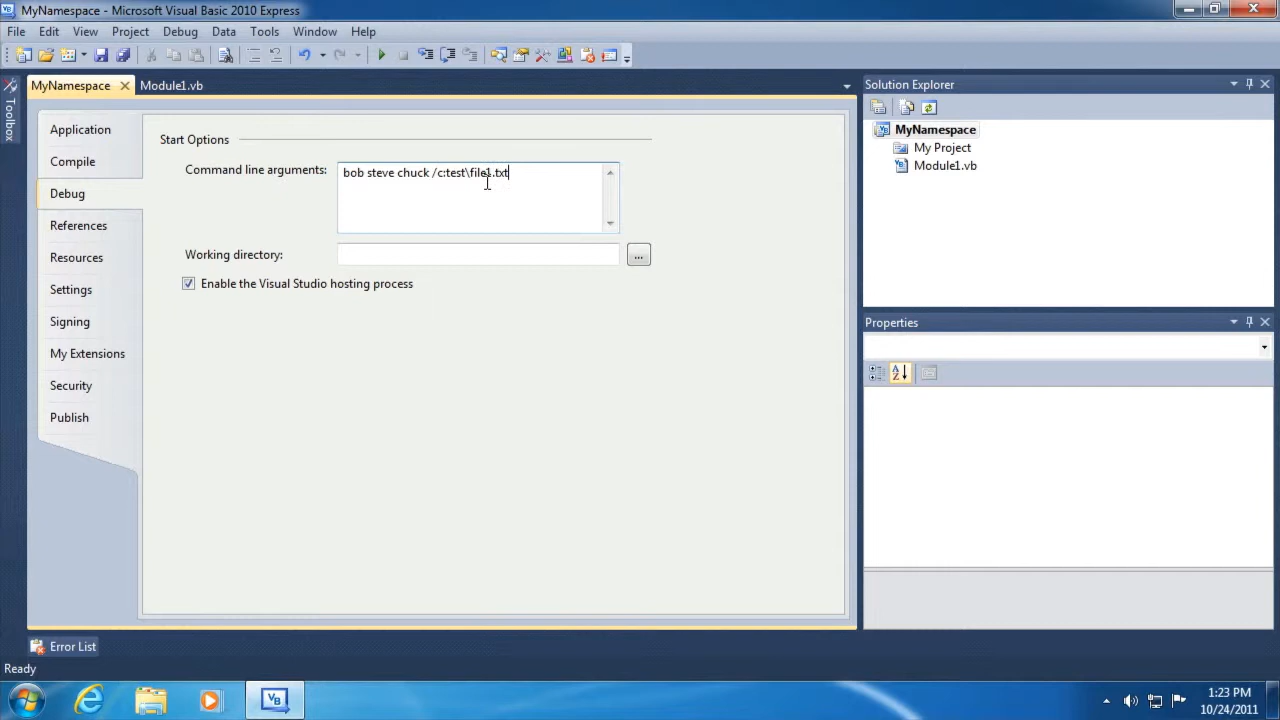 MyNamespace - Microsoft Visual Basic 2010 Express
File Edit View Project Debug Data Tools Window Help
MyNamespace Module1.vb
Toolbox
Application
Compile
Debug
References
Resources
Settings
Signing
My Extensions
Security
Publish
Start Options
Command line arguments: bob steve chuck /c:test\file1.txt
Working directory:
...
Enable the Visual Studio hosting process
Solution Explorer
MyNamespace
My Project
Module1.vb
Properties
Error List
Ready
1:23 PM
10/24/2011